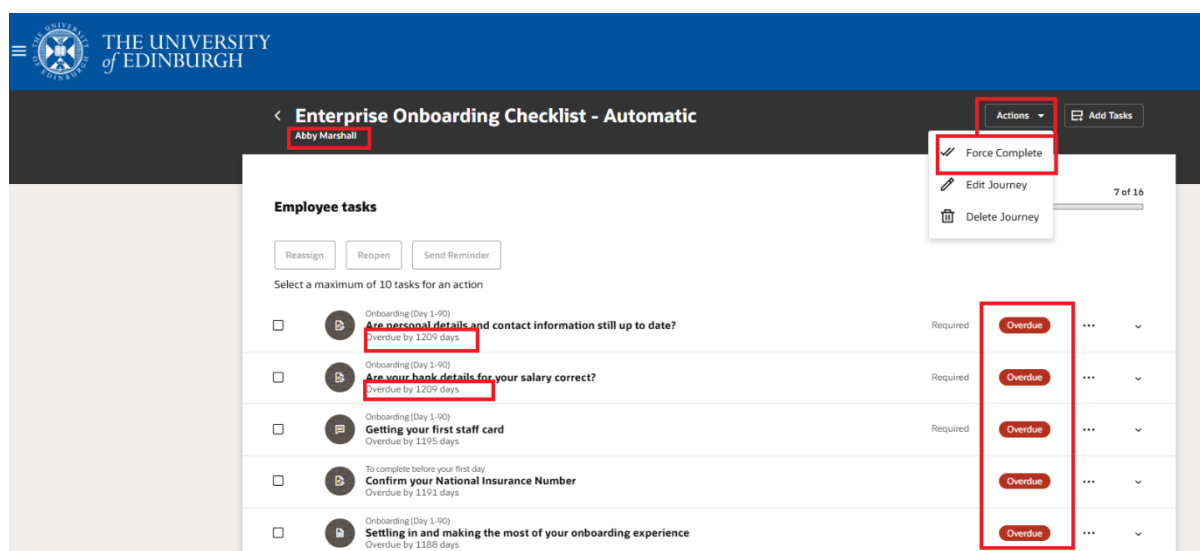 THE UNIVERSITY
of EDINBURGH
Enterprise Onboarding Checklist - Automatic
Abby Marshall
Actions
Add Tasks
Force Complete
Edit Journey
Delete Journey
7 of 16
Employee tasks
Reassign
Reopen
Send Reminder
Select a maximum of 10 tasks for an action
Onboarding (Day 1-90)
Are personal details and contact information still up to date?
Overdue by 1209 days
Required
Overdue
Onboarding (Day 1-90)
Are your bank details for your salary correct?
Overdue by 1209 days
Required
Overdue
Onboarding (Day 1-90)
Getting your first staff card
Overdue by 1195 days
Required
Overdue
To complete before your first day
Confirm your National Insurance Number
Overdue by 1191 days
Overdue
Onboarding (Day 1-90)
Settling in and making the most of your onboarding experience
Overdue by 1188 days
Overdue